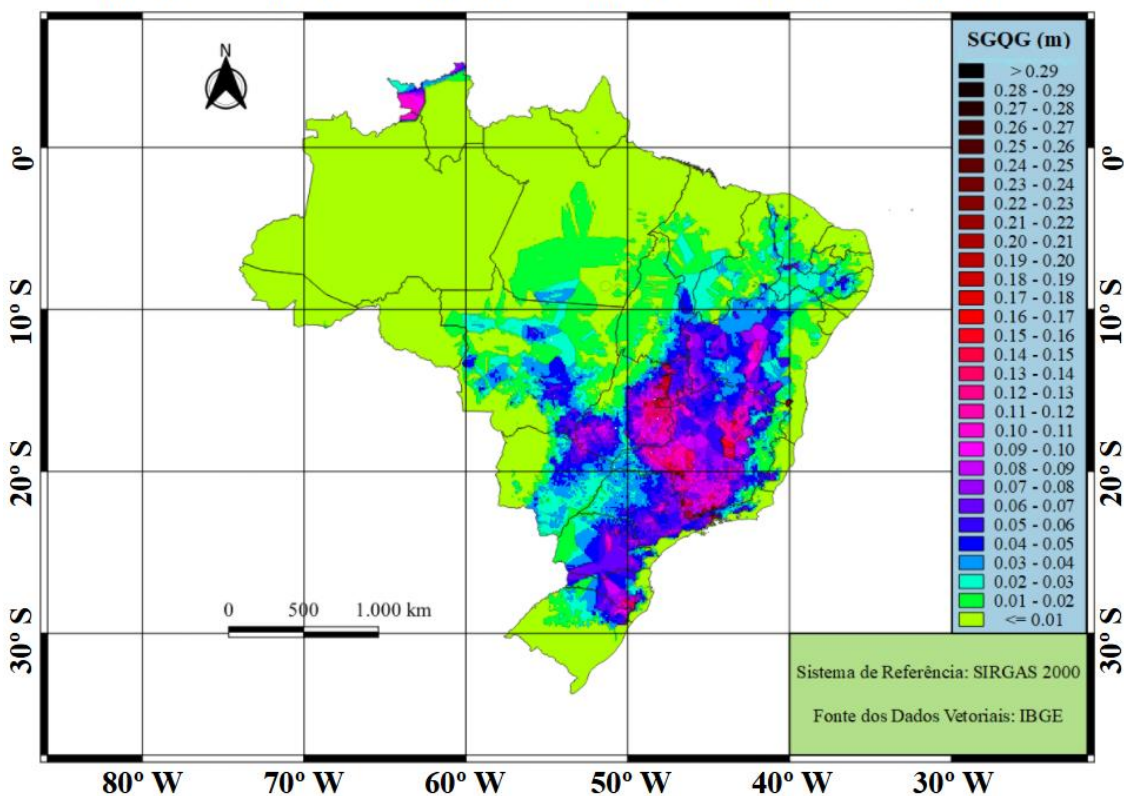 N
SGQG (m)
> 0.29
0.28 - 0.29
0.27 - 0.28
0.26 - 0.27
0.25 - 0.26
0.24 - 0.25
0.23 - 0.24
0.22 - 0.23
0.21 - 0.22
0.20 - 0.21
0.19 - 0.20
0.18 - 0.19
0.17 - 0.18
0.16 - 0.17
0.15 - 0.16
0.14 - 0.15
0.13 - 0.14
0.12 - 0.13
0.11 - 0.12
0.10 - 0.11
0.09 - 0.10
0.08 - 0.09
0.07 - 0.08
0.06 - 0.07
0.05 - 0.06
0.04 - 0.05
0.03 - 0.04
0.02 - 0.03
0.01 - 0.02
<= 0.01
0º
10º S
20º S
30º S
0º
10º S
20º S
30º S
0 500 1.000 km
Sistema de Referência: SIRGAS 2000
Fonte dos Dados Vetoriais: IBGE
80º W 70º W 60º W 50º W 40º W 30º W